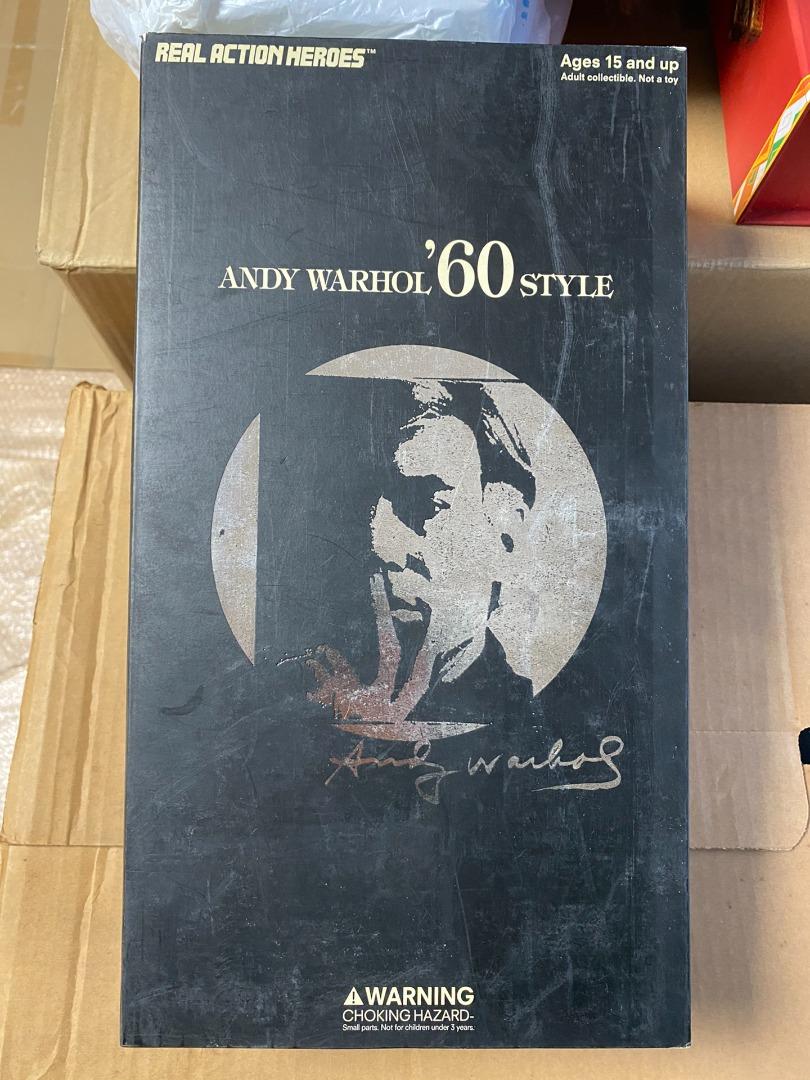 REAL ACTION HEROES™
Ages 15 and up
Adult collectible. Not a toy
ANDY WARHOL '60 STYLE
Andy Warhol
⚠WARNING
CHOKING HAZARD-
Small parts. Not for children under 3 years.